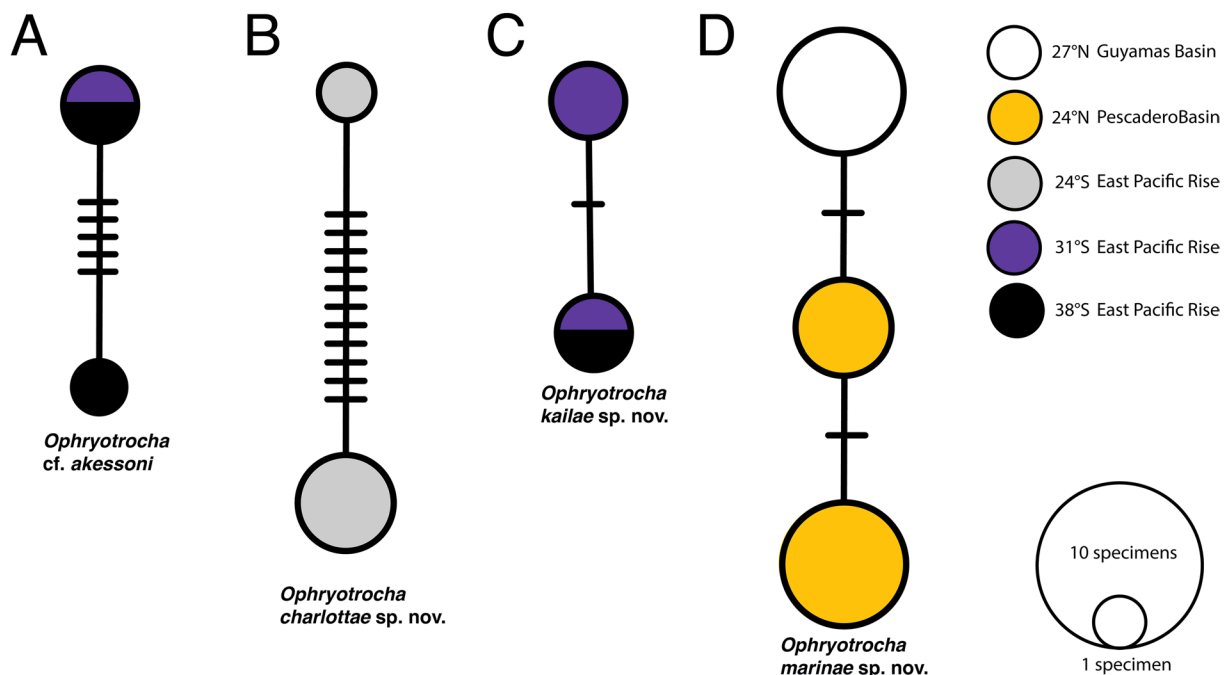 A
B
C
D
27°N Guyamas Basin
24°N PescaderoBasin
24°S East Pacific Rise
31°S East Pacific Rise
38°S East Pacific Rise
Ophryotrocha
cf. akessoni
Ophryotrocha
charlottae sp. nov.
Ophryotrocha
kailae sp. nov.
Ophryotrocha
marinae sp. nov.
10 specimens
1 specimen